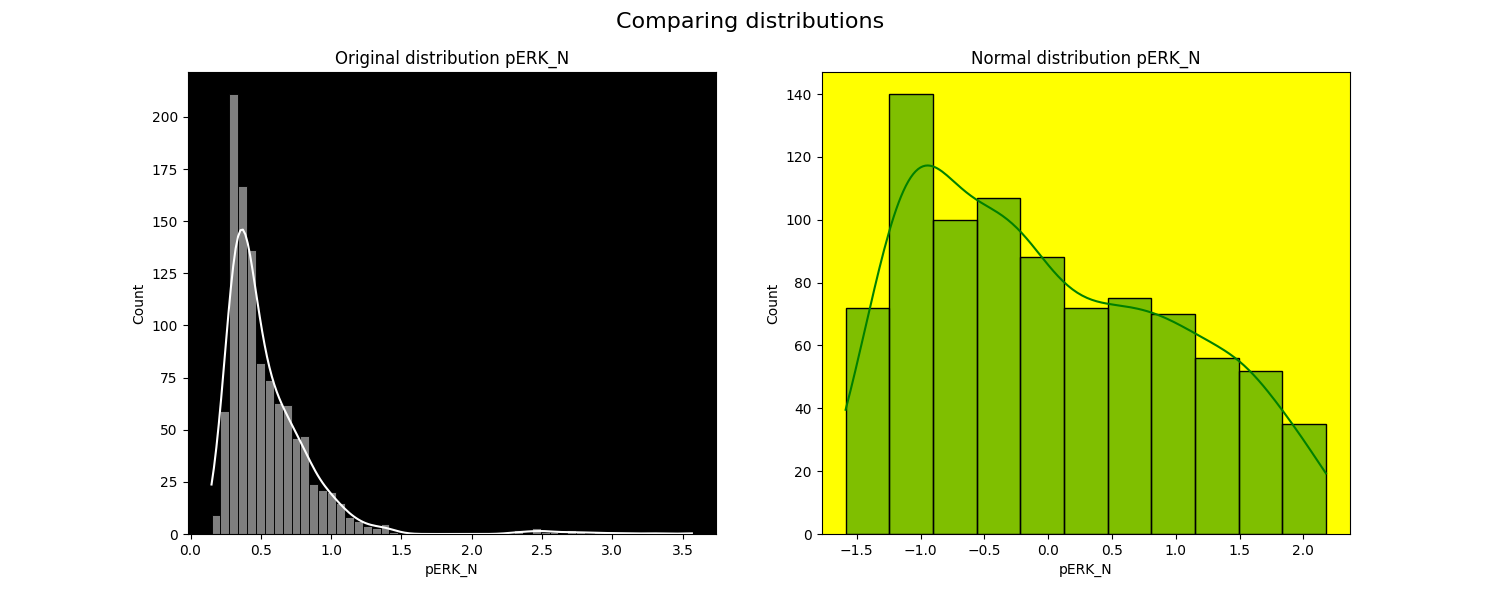 Comparing distributions
Original distribution pERK_N
Count
200
175
150
125
100
75
50
25
0
0.0 0.5 1.0 1.5 2.0 2.5 3.0 3.5
pERK_N
Normal distribution pERK_N
Count
140
120
100
80
60
40
20
0
−1.5 −1.0 −0.5 0.0 0.5 1.0 1.5 2.0
pERK_N